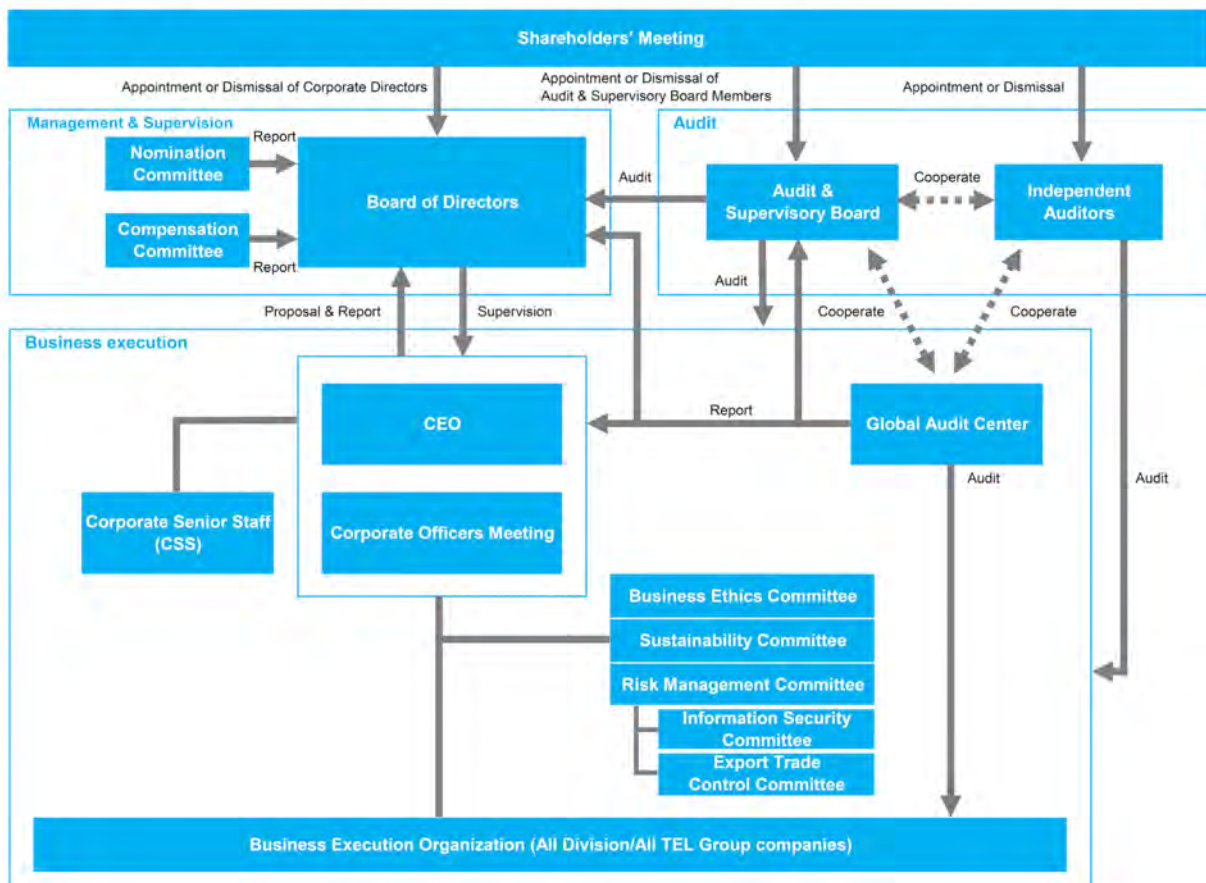 Shareholders' Meeting
Appointment or Dismissal of Corporate Directors
Appointment or Dismissal of
Audit & Supervisory Board Members
Appointment or Dismissal
Management & Supervision
Audit
Report
Nomination
Committee
Board of Directors
Compensation
Committee
Report
Audit
Audit &
Supervisory Board
Cooperate
Independent
Auditors
Audit
Proposal & Report
Supervision
Cooperate
Cooperate
Business execution
CEO
Report
Global Audit Center
Audit
Audit
Corporate Senior Staff
(CSS)
Corporate Officers Meeting
Business Ethics Committee
Sustainability Committee
Risk Management Committee
Information Security
Committee
Export Trade
Control Committee
Business Execution Organization (All Division/All TEL Group companies)